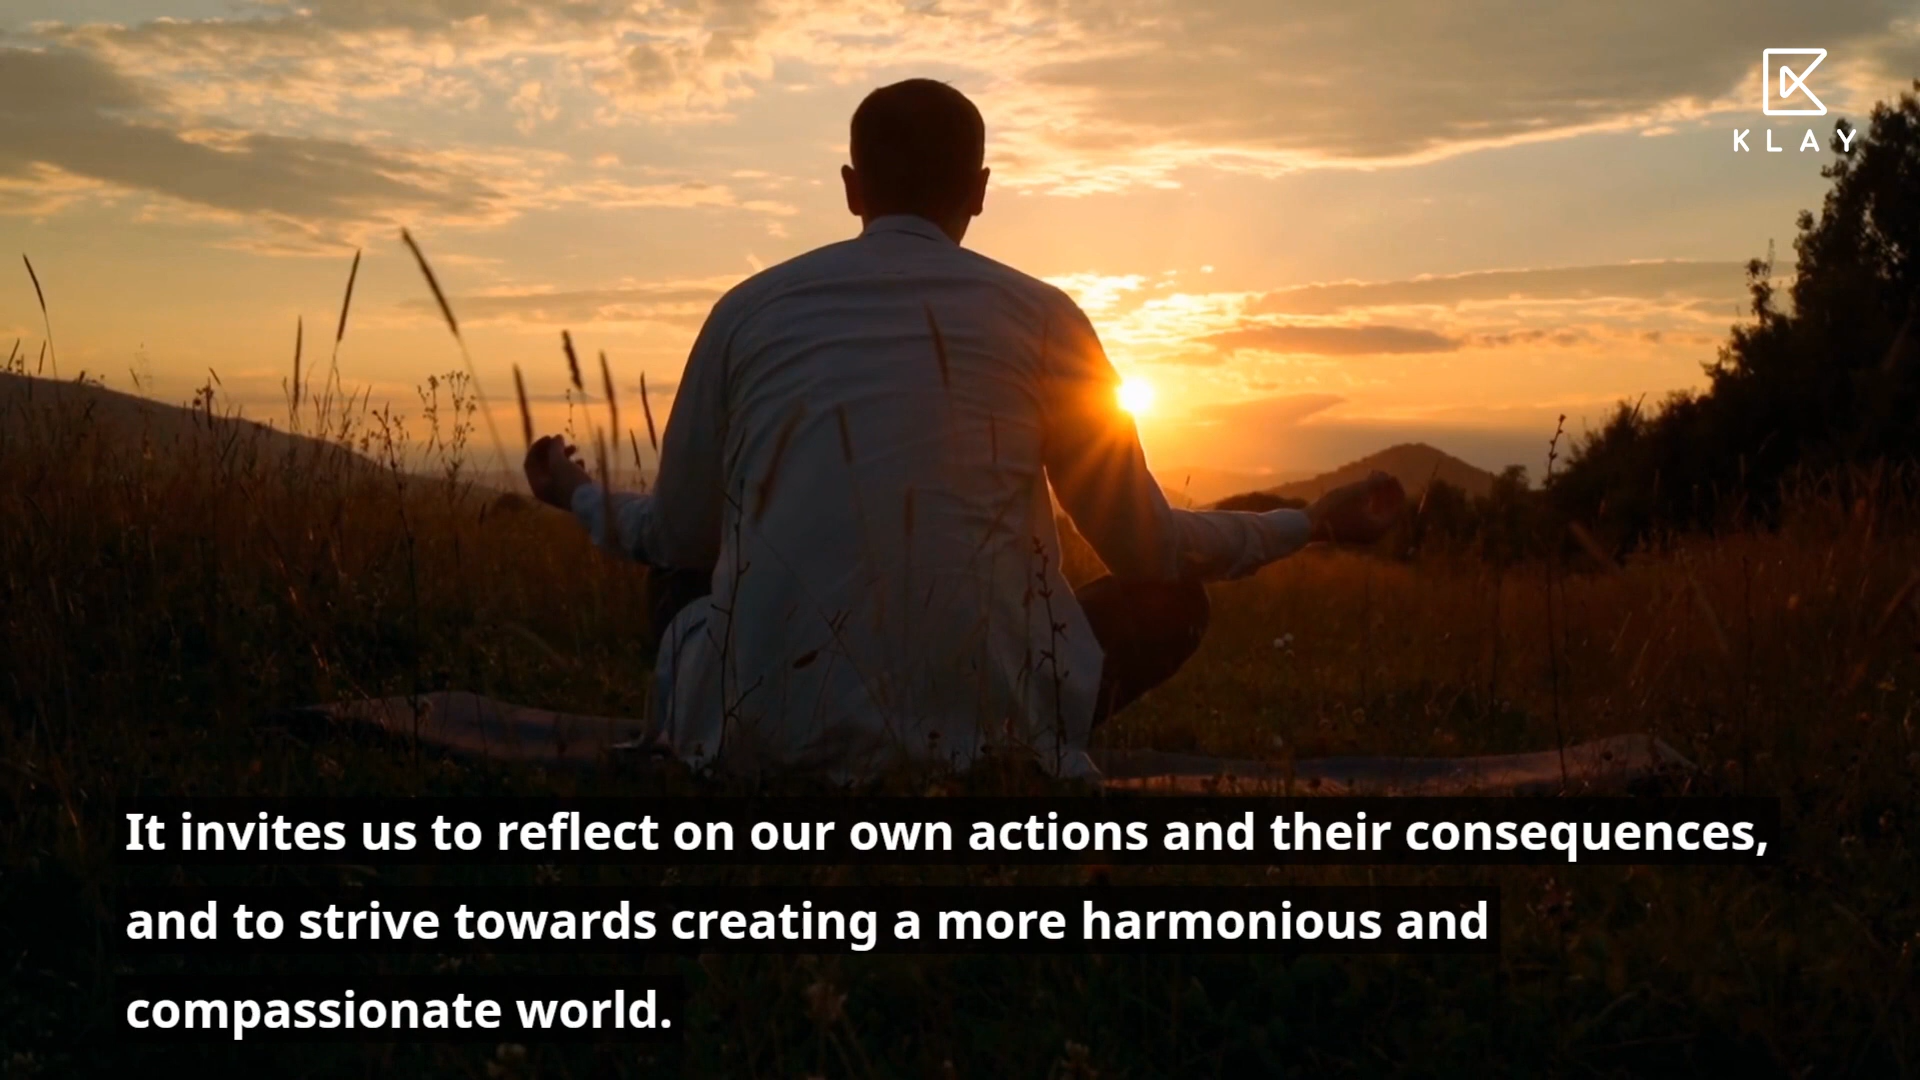 KLAY
It invites us to reflect on our own actions and their consequences,
and to strive towards creating a more harmonious and
compassionate world.